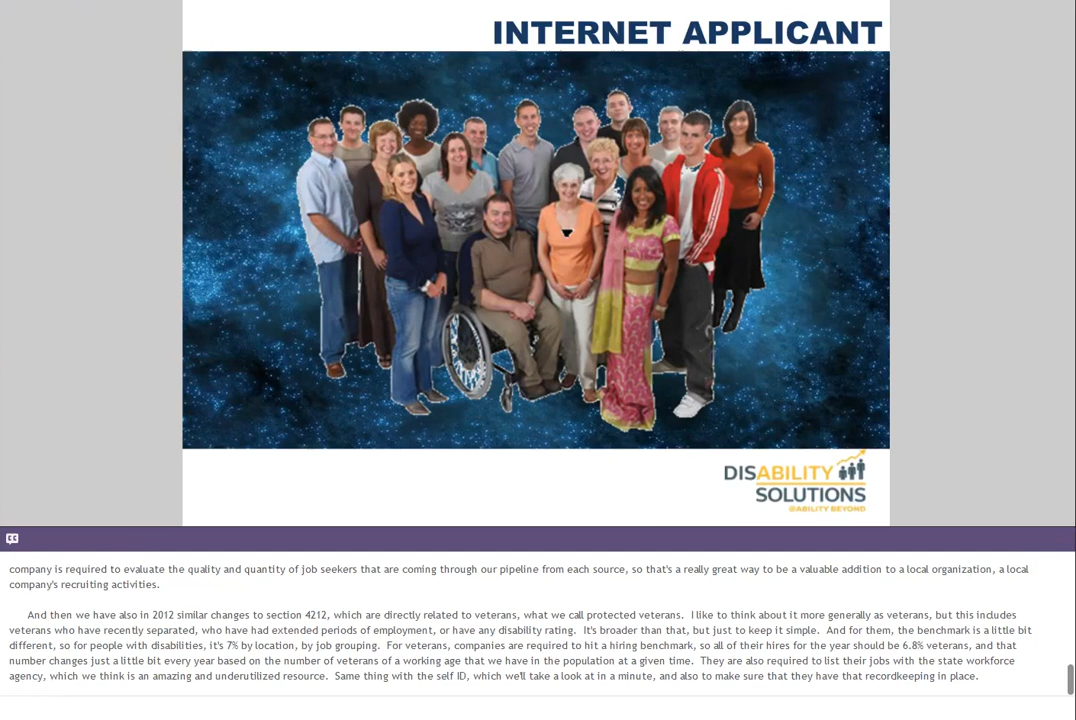 INTERNET APPLICANT
DISABILITY
SOLUTIONS
@ABILITY BEYOND
company is required to evaluate the quality and quantity of job seekers that are coming through our pipeline from each source, so that's a really great way to be a valuable addition to a local organization, a local
company's recruiting activities.
And then we have also in 2012 similar changes to section 4212, which are directly related to veterans, what we call protected veterans. I like to think about it more generally as veterans, but this includes
veterans who have recently separated, who have had extended periods of employment, or have any disability rating. It's broader than that, but just to keep it simple. And for them, the benchmark is a little bit
different, so for people with disabilities, it's 7% by location, by job grouping. For veterans, companies are required to hit a hiring benchmark, so all of their hires for the year should be 6.8% veterans, and that
number changes just a little bit every year based on the number of veterans of a working age that we have in the population at a given time. They are also required to list their jobs with the state workforce
agency, which we think is an amazing and underutilized resource. Same thing with the self ID, which we'll take a look at in a minute, and also to make sure that they have that recordkeeping in place.